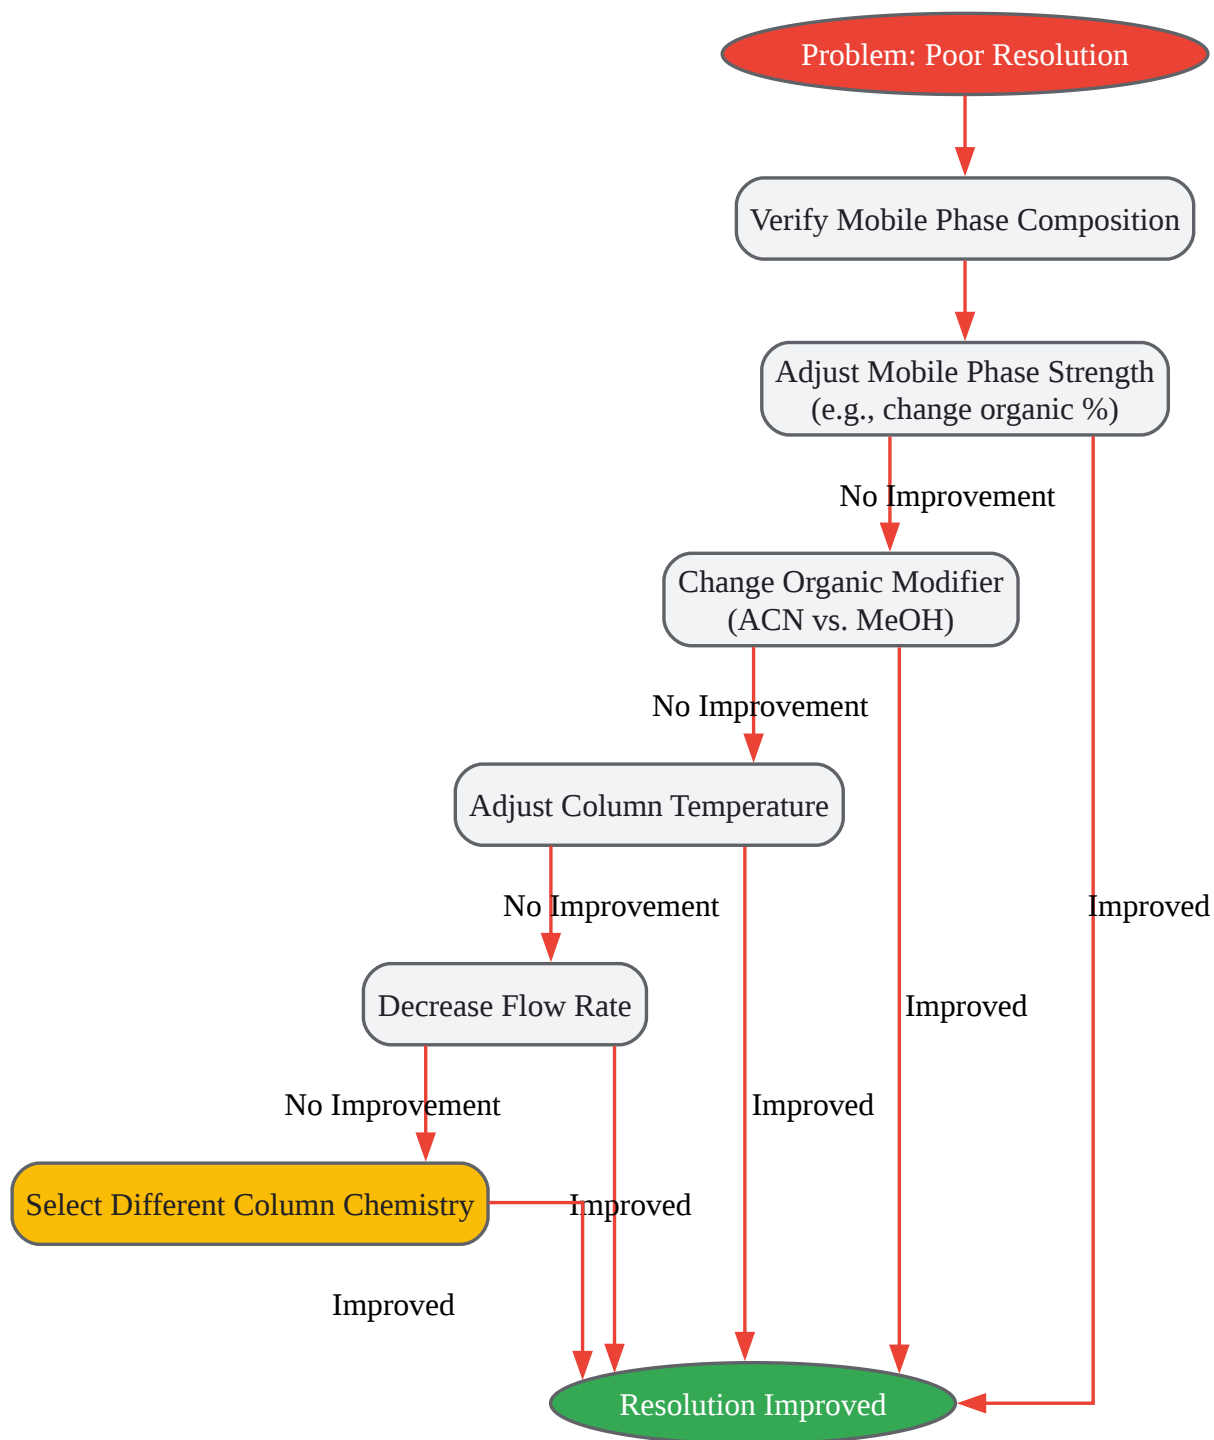 Problem: Poor Resolution
Verify Mobile Phase Composition
Adjust Mobile Phase Strength
(e.g., change organic %)
No Improvement
Change Organic Modifier
(ACN vs. MeOH)
No Improvement
Adjust Column Temperature
No Improvement
Improved
Decrease Flow Rate
Improved
No Improvement
Improved
Select Different Column Chemistry
Improved
Improved
Resolution Improved